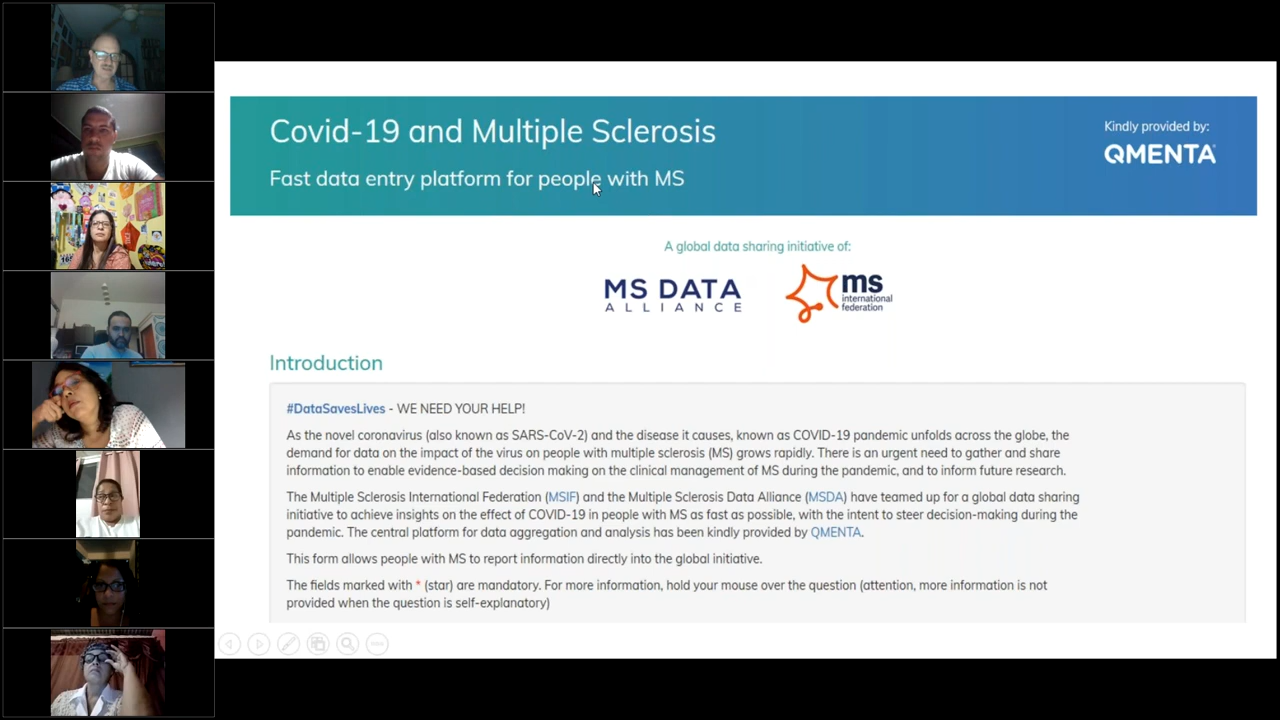 Covid-19 and Multiple Sclerosis
Fast data entry platform for people with MS
Kindly provided by:
QMENTA
A global data sharing initiative of:
MS DATA
ALLIANCE
ms
international
federation
Introduction
#DataSavesLives - WE NEED YOUR HELP!
As the novel coronavirus (also known as SARS-CoV-2) and the disease it causes, known as COVID-19 pandemic unfolds across the globe, the
demand for data on the impact of the virus on people with multiple sclerosis (MS) grows rapidly. There is an urgent need to gather and share
information to enable evidence-based decision making on the clinical management of MS during the pandemic, and to inform future research.
The Multiple Sclerosis International Federation (MSIF) and the Multiple Sclerosis Data Alliance (MSDA) have teamed up for a global data sharing
initiative to achieve insights on the effect of COVID-19 in people with MS as fast as possible, with the intent to steer decision-making during the
pandemic. The central platform for data aggregation and analysis has been kindly provided by QMENTA.
This form allows people with MS to report information directly into the global initiative.
The fields marked with * (star) are mandatory. For more information, hold your mouse over the question (attention, more information is not
provided when the question is self-explanatory)